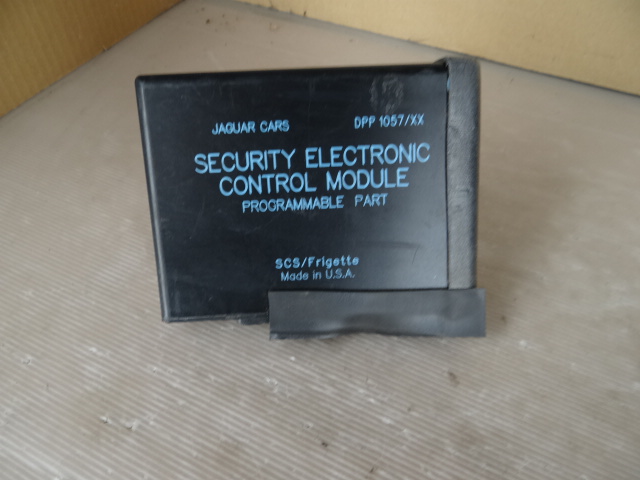 JAGUAR CARS DPP 1057/XX
SECURITY ELECTRONIC
CONTROL MODULE
PROGRAMMABLE PART
SCS/Frigette
Made in U.S.A.